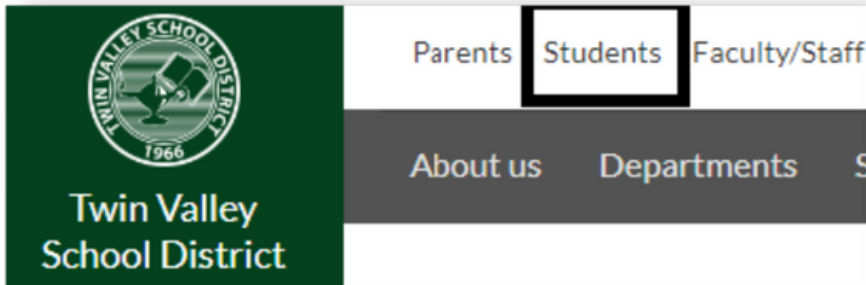 TWIN VALLEY SCHOOL DISTRICT
1966
Twin Valley
School District
Parents Students Faculty/Staff
About us Departments S